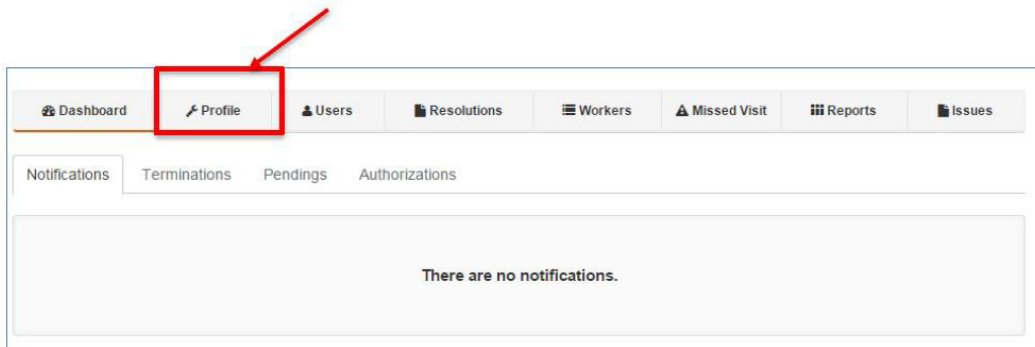 Dashboard Profile Users Resolutions Workers Missed Visit Reports Issues
Notifications Terminations Pendings Authorizations
There are no notifications.